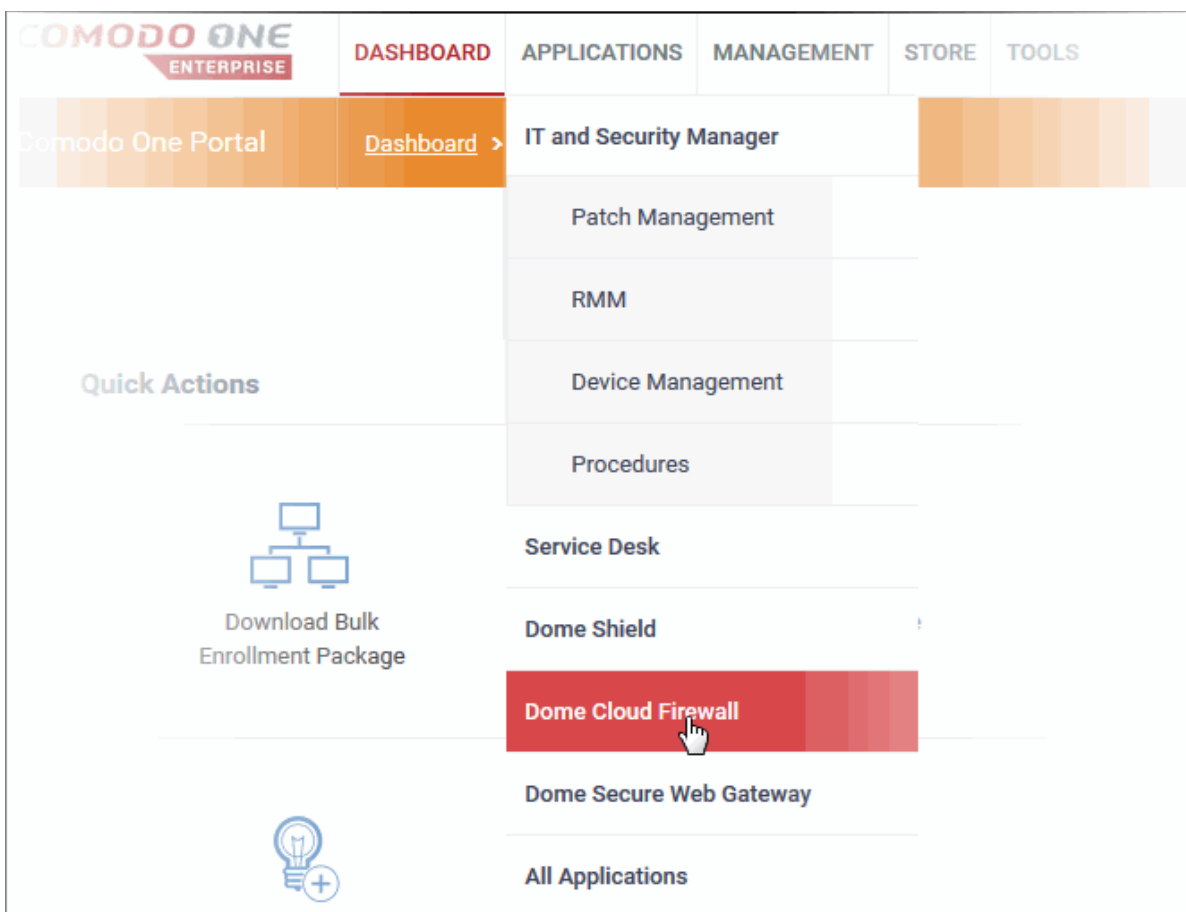 COMODO ONE
ENTERPRISE
DASHBOARD
APPLICATIONS
MANAGEMENT
STORE
TOOLS
Comodo One Portal
Dashboard >
IT and Security Manager
Patch Management
RMM
Device Management
Procedures
Service Desk
Dome Shield
Dome Cloud Firewall
Dome Secure Web Gateway
All Applications
Quick Actions
Download Bulk
Enrollment Package